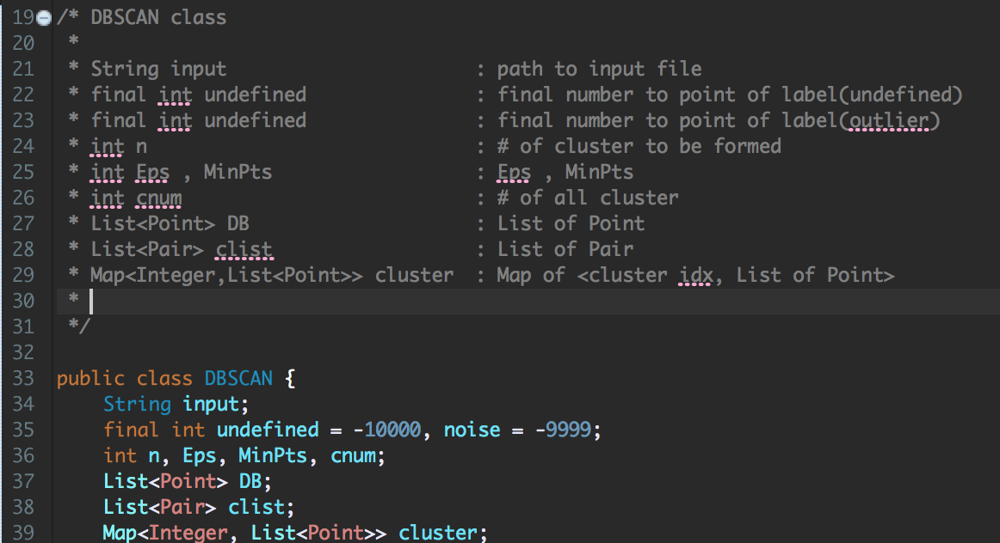 19 /* DBSCAN class
20 *
21 * String input : path to input file
22 * final int undefined : final number to point of label(undefined)
23 * final int undefined : final number to point of label(outlier)
24 * int n : # of cluster to be formed
25 * int Eps , MinPts : Eps , MinPts
26 * int cnum : # of all cluster
27 * List<Point> DB : List of Point
28 * List<Pair> clist : List of Pair
29 * Map<Integer,List<Point>> cluster : Map of <cluster idx, List of Point>
30 *
31 */
32
33 public class DBSCAN {
34 String input;
35 final int undefined = -10000, noise = -9999;
36 int n, Eps, MinPts, cnum;
37 List<Point> DB;
38 List<Pair> clist;
39 Map<Integer, List<Point>> cluster;